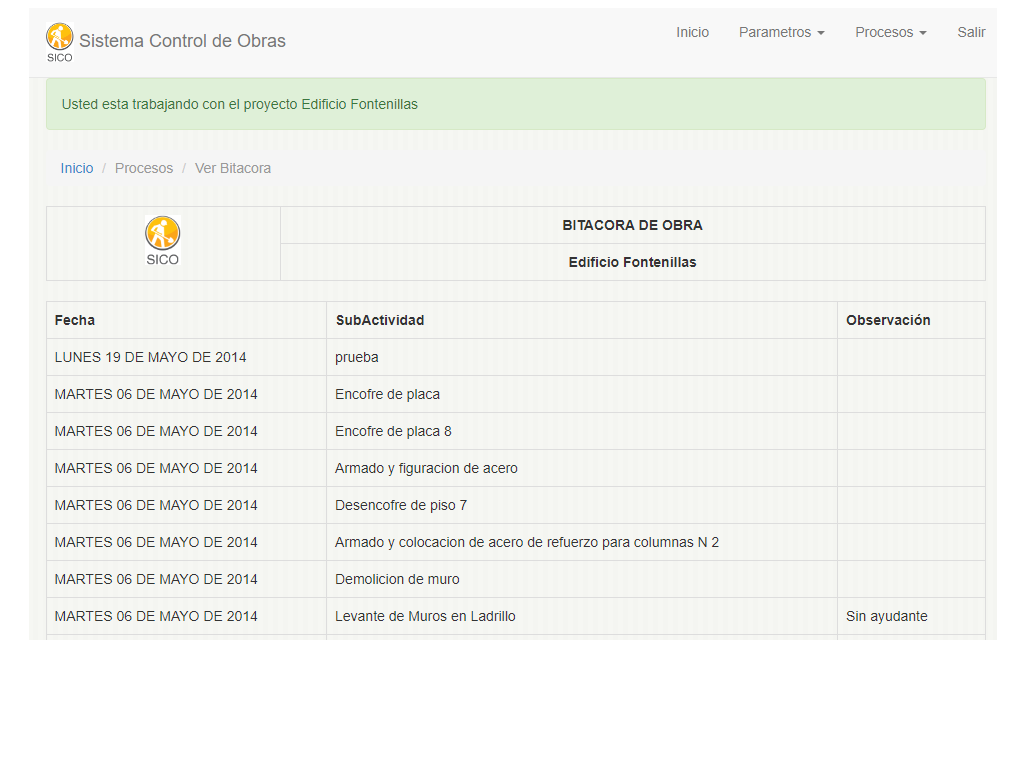 SICO
Sistema Control de Obras
Inicio Parametros Procesos Salir
Usted esta trabajando con el proyecto Edificio Fontenillas
Inicio / Procesos / Ver Bitacora
SICO
BITACORA DE OBRA
Edificio Fontenillas
Fecha SubActividad Observación
LUNES 19 DE MAYO DE 2014 prueba
MARTES 06 DE MAYO DE 2014 Encofre de placa
MARTES 06 DE MAYO DE 2014 Encofre de placa 8
MARTES 06 DE MAYO DE 2014 Armado y figuracion de acero
MARTES 06 DE MAYO DE 2014 Desencofre de piso 7
MARTES 06 DE MAYO DE 2014 Armado y colocacion de acero de refuerzo para columnas N 2
MARTES 06 DE MAYO DE 2014 Demolicion de muro
MARTES 06 DE MAYO DE 2014 Levante de Muros en Ladrillo Sin ayudante